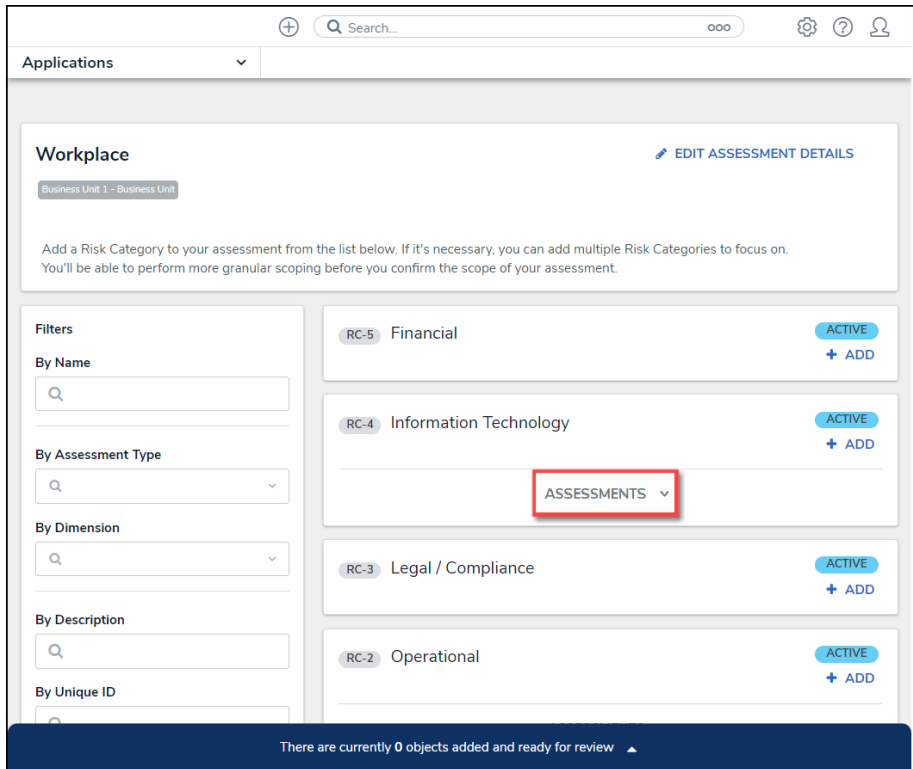 Search...
Applications
Workplace
EDIT ASSESSMENT DETAILS
Business Unit 1 - Business Unit
Add a Risk Category to your assessment from the list below. If it's necessary, you can add multiple Risk Categories to focus on.
You'll be able to perform more granular scoping before you confirm the scope of your assessment.
Filters
By Name
By Assessment Type
By Dimension
By Description
By Unique ID
RC-5 Financial
ACTIVE
+ ADD
RC-4 Information Technology
ACTIVE
+ ADD
ASSESSMENTS
RC-3 Legal / Compliance
ACTIVE
+ ADD
RC-2 Operational
ACTIVE
+ ADD
There are currently 0 objects added and ready for review